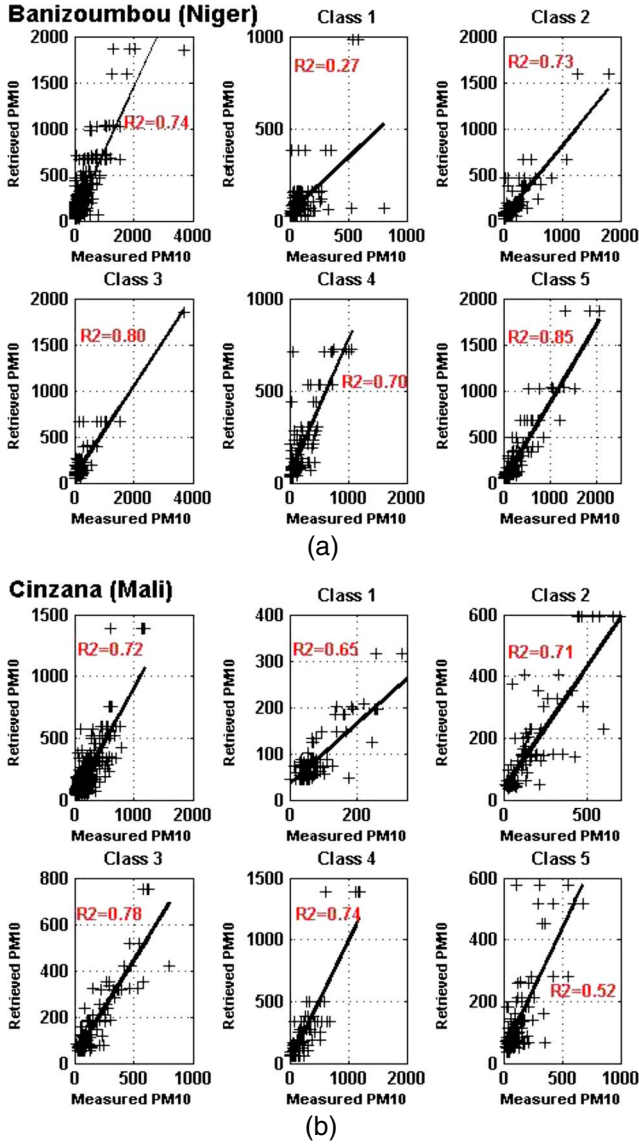 Banizoumbou (Niger)
Class 1
Class 2
Retrieved PM10
2000
1500
1000
500
0
R2=0.74
0 2000 4000
Measured PM10
Retrieved PM10
1000
500
0
R2=0.27
0 500 1000
Measured PM10
Retrieved PM10
2000
1500
1000
500
0
R2=0.73
0 1000 2000
Measured PM10
Class 3
Class 4
Class 5
Retrieved PM10
2000
1500
1000
500
0
R2=0.80
0 2000 4000
Measured PM10
Retrieved PM10
1000
500
0
R2=0.70
0 500 1000 1500 2000
Measured PM10
Retrieved PM10
2000
1500
1000
500
0
R2=0.85
0 1000 2000
Measured PM10
(a)
Cinzana (Mali)
Class 1
Class 2
Retrieved PM10
1500
1000
500
0
R2=0.72
0 1000 2000
Measured PM10
Retrieved PM10
400
300
200
100
0
R2=0.65
0 200
Measured PM10
Retrieved PM10
600
400
200
0
R2=0.71
0 500
Measured PM10
Class 3
Class 4
Class 5
Retrieved PM10
800
600
400
200
0
R2=0.78
0 500 1000
Measured PM10
Retrieved PM10
1500
1000
500
0
R2=0.74
0 1000 2000
Measured PM10
Retrieved PM10
600
400
200
0
R2=0.52
0 500 1000
Measured PM10
(b)